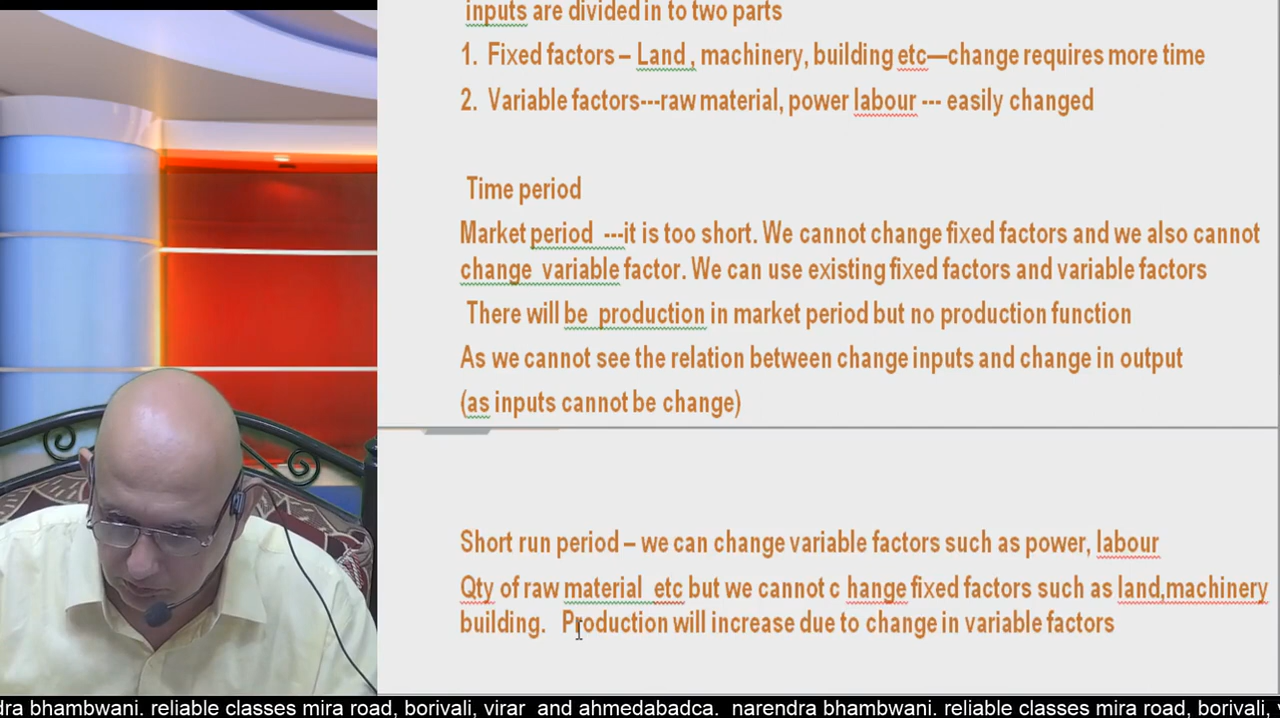 inputs are divided in to two parts
1. Fixed factors – Land , machinery, building etc—change requires more time
2. Variable factors---raw material, power labour --- easily changed
Time period
Market period ---it is too short. We cannot change fixed factors and we also cannot
change variable factor. We can use existing fixed factors and variable factors
There will be production in market period but no production function
As we cannot see the relation between change inputs and change in output
(as inputs cannot be change)
Short run period – we can change variable factors such as power, labour
Qty of raw material etc but we cannot c hange fixed factors such as land,machinery
building. Production will increase due to change in variable factors
dra bhambwani. reliable classes mira road, borivali, virar and ahmedabadca. narendra bhambwani. reliable classes mira road, borivali,